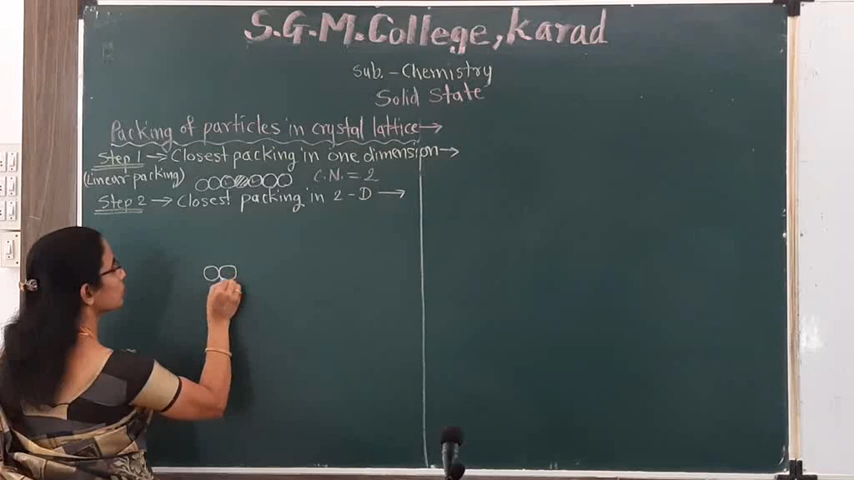 S.G.M.College, Karad
Sub. - Chemistry
Solid State
Packing of particles in crystal lattice →
Step 1 → Closest packing in one dimension →
(Linear packing) C.N. = 2
Step 2 → Closest packing in 2-D →